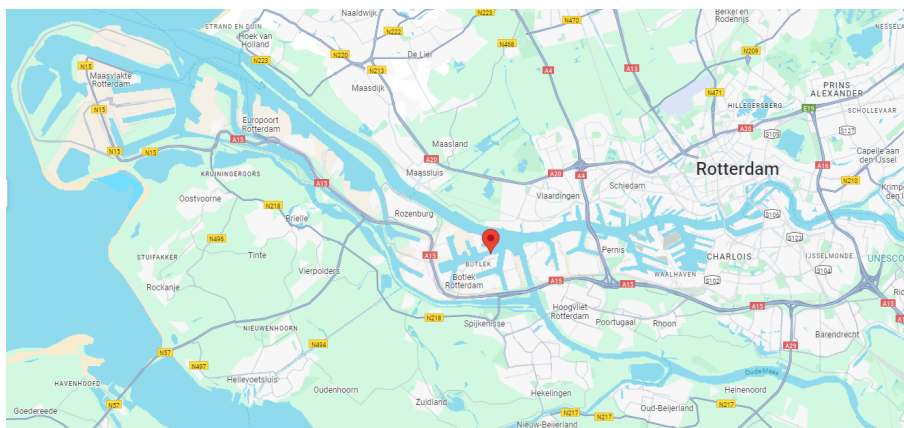 STRAND EN DUIN
Hoek van
Holland
N223
Naaldwijk
N222
N220
N213
De Lier
Maasdijk
N223
N468
N470
A4
A13
Berkel en
Rodenrijs
N209
N471
HILLEGERSBERG
PRINS
ALEXANDER
E19
SCHOLLEVAAR
N15
Maasvlakte
Rotterdam
N15
N15
N15
Europoort
Rotterdam
A15
KRUININGERGORS
Oostvoorne
N218
A15
Brielle
N496
STUIFAKKER
Tinte
Vierpolders
Rockanje
NIEUWENHOORN
N57
N497
N494
Hellevoetsluis
Oudenhoorn
HAVENHOOFD
N57
Goedereede
Maasland
A20
Maassluis
Rozenburg
A15
BOTLEK
Botlek
Rotterdam
N218
Spijkenisse
Zuidland
Hekelingen
N217
N217
Nieuw-Beijerland
Oud-Beijerland
Vlaardingen
A20
A4
Schiedam
Rotterdam
A20
S109
S127
A16
Capelle aan
den IJssel
N210
Pernis
A15
WAALHAVEN
CHARLOIS
S102
S106
S123
IJSSELMONDE
S104
UNESCO
A15
A15
A15
Hoogvliet
Rotterdam
Poortugaal
Rhoon
A29
Barendrecht
Oude Maas
Heinenoord
N217